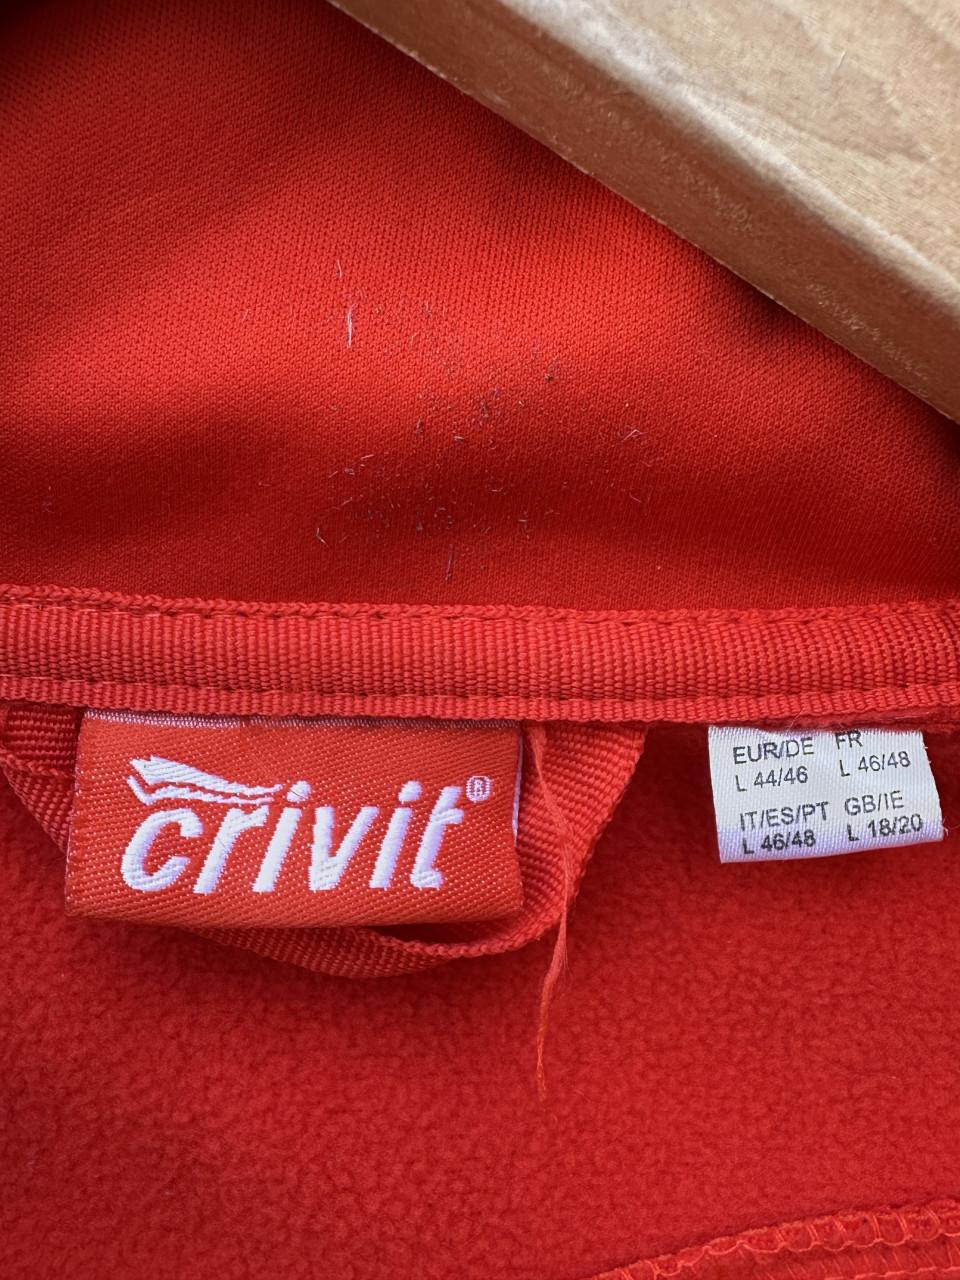 crivit®
EUR/DE FR
L 44/46 L 46/48
IT/ES/PT GB/IE
L 46/48 L 18/20